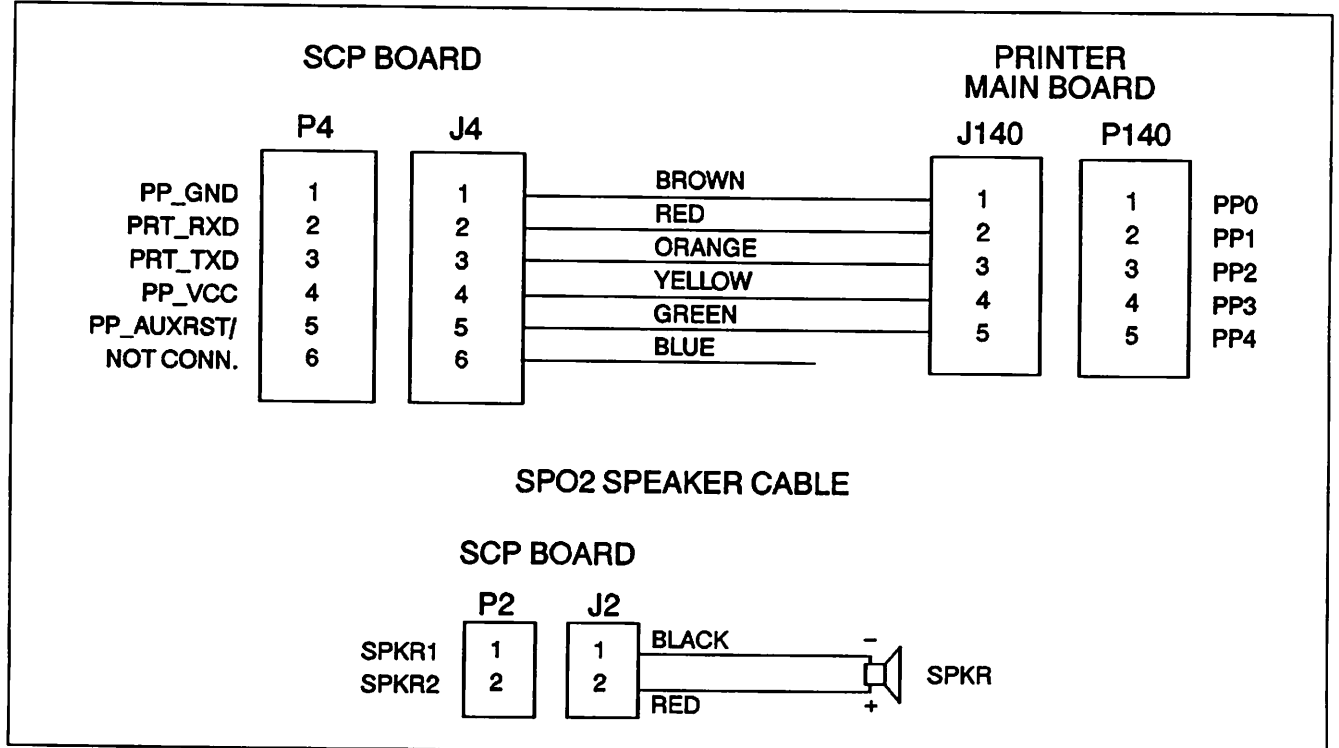 SCP BOARD
PRINTER
MAIN BOARD
P4 J4 J140 P140
PP_GND 1 1 BROWN 1 1 PP0
PRT_RXD 2 2 RED 2 2 PP1
PRT_TXD 3 3 ORANGE 3 3 PP2
PP_VCC 4 4 YELLOW 4 4 PP3
PP_AUXRST/ 5 5 GREEN 5 5 PP4
NOT CONN. 6 6 BLUE
SPO2 SPEAKER CABLE
SCP BOARD
P2 J2
SPKR1 1 1 BLACK -
SPKR
SPKR2 2 2 RED +